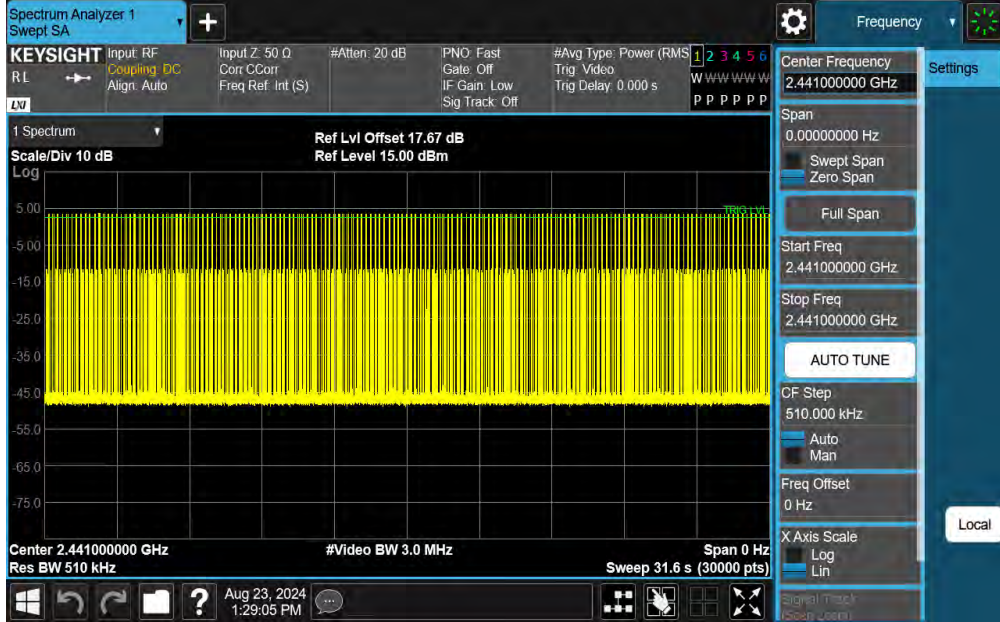 Spectrum Analyzer 1
Swept SA
+
Frequency
KEYSIGHT
RL
LXI
Input: RF
Coupling: DC
Align: Auto
Input Z: 50 Ω
Corr CCorr
Freq Ref: Int (S)
#Atten: 20 dB
PNO: Fast
Gate: Off
IF Gain: Low
Sig Track: Off
#Avg Type: Power (RMS
Trig: Video
Trig Delay: 0.000 s
1 2 3 4 5 6
W W W W W W
P P P P P P
1 Spectrum
Scale/Div 10 dB
Ref Lvl Offset 17.67 dB
Ref Level 15.00 dBm
Log
5.00
-5.00
-15.0
-25.0
-35.0
-45.0
-55.0
-65.0
-75.0
TRIG LVL
Center 2.441000000 GHz
Res BW 510 kHz
#Video BW 3.0 MHz
Span 0 Hz
Sweep 31.6 s (30000 pts)
Center Frequency
2.441000000 GHz
Settings
Span
0.00000000 Hz
Swept Span
Zero Span
Full Span
Start Freq
2.441000000 GHz
Stop Freq
2.441000000 GHz
AUTO TUNE
CF Step
510.000 kHz
Auto
Man
Freq Offset
0 Hz
X Axis Scale
Log
Lin
Signal Track
(Span Zoom)
Local
?
Aug 23, 2024
1:29:05 PM